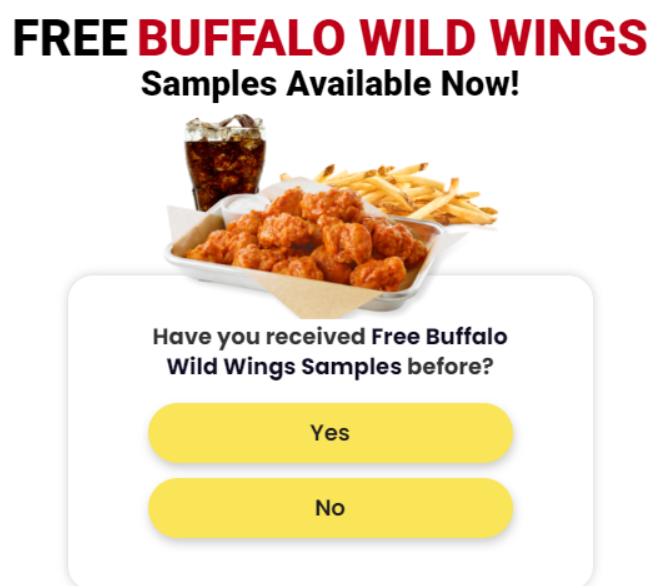 FREE BUFFALO WILD WINGS
Samples Available Now!
Have you received Free Buffalo
Wild Wings Samples before?
Yes
No